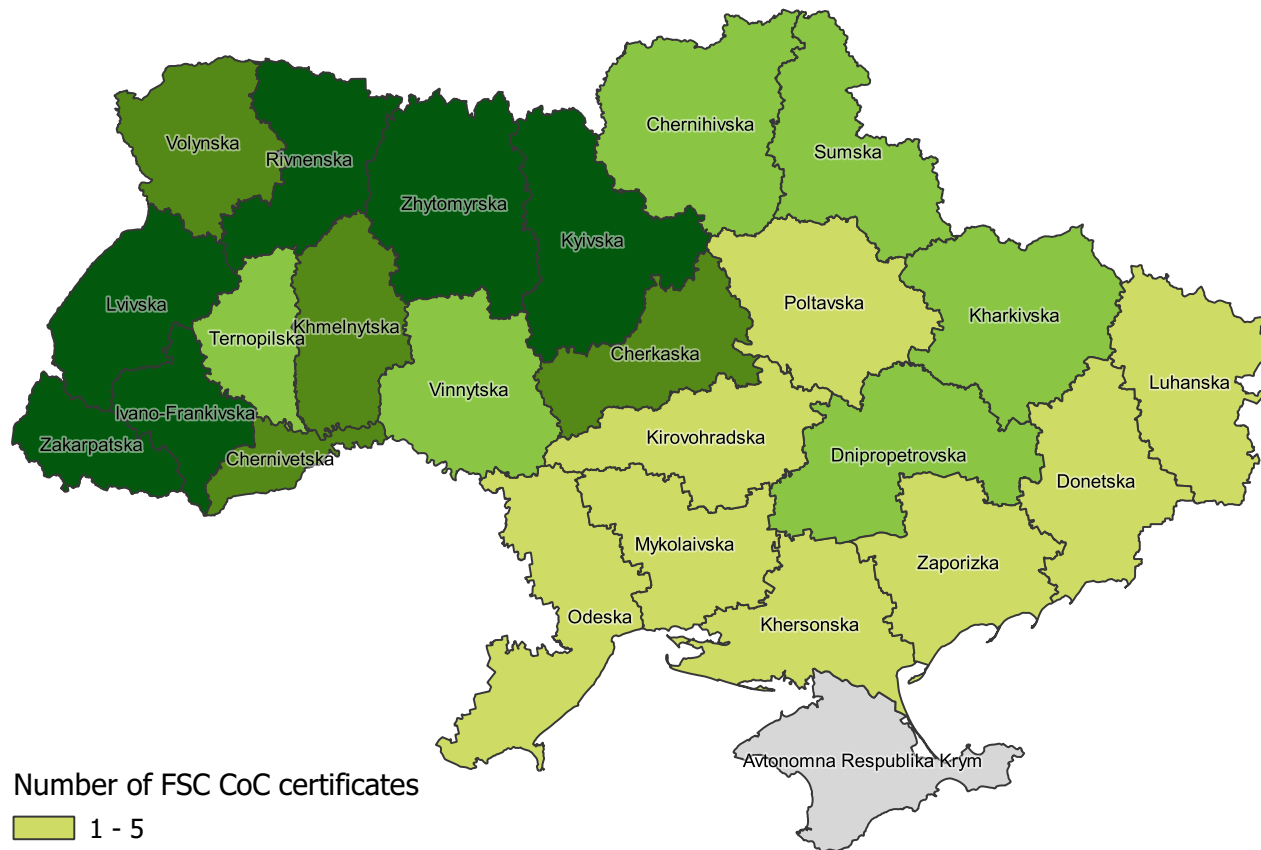 Chernihivska
Volynska
Sumska
Rivnenska
Zhytomyrska
Kyivska
Lvivska
Poltavska
Kharkivska
Khmelnytska
Ternopilska
Cherkaska
Luhanska
Vinnytska
Ivano-Frankivska
Kirovohradska
Zakarpatska
Dnipropetrovska
Chernivetska
Donetska
Mykolaivska
Zaporizka
Odeska
Khersonska
Avtonomna Respublika Krym
Number of FSC CoC certificates
1 - 5